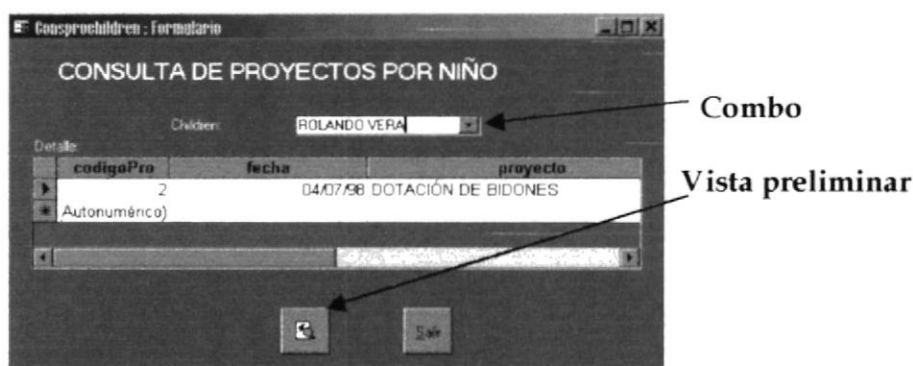 Consprochildren : Formulario
CONSULTA DE PROYECTOS POR NIÑO
Children: ROLANDO VERA
Combo
Detalle:
codigoPro fecha proyecto
2 04/07/98 DOTACIÓN DE BIDONES
Autonumérico)
Vista preliminar
Salir